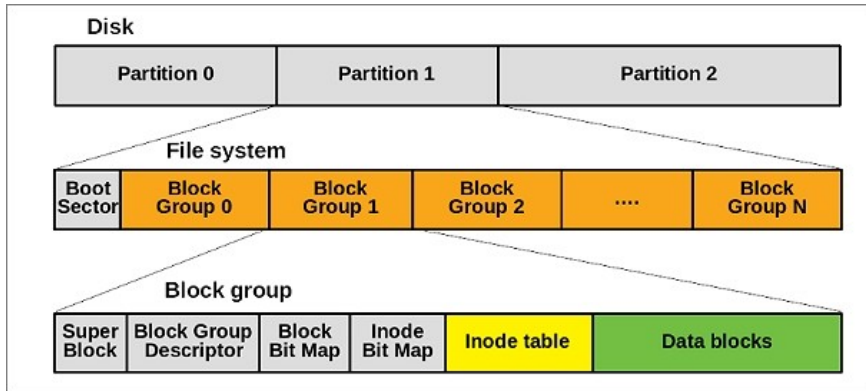 Disk
Partition 0 Partition 1 Partition 2
File system
Boot Block Block Block .... Block
Sector Group 0 Group 1 Group 2 Group N
Block group
Super Block Group Block Inode Inode table Data blocks
Block Descriptor Bit Map Bit Map